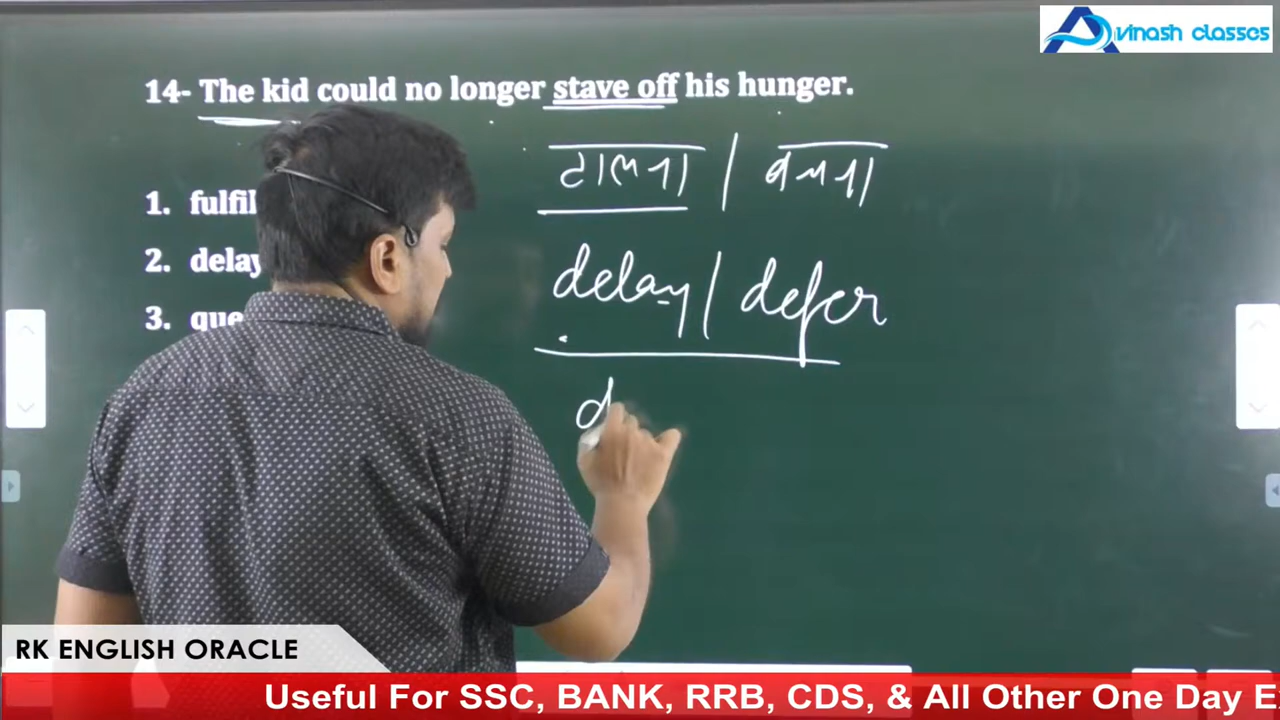 vinash classes
14- The kid could no longer stave off his hunger.
टालना / बचना
1. fulfil
2. delay
delay / defer
3. que
d
RK ENGLISH ORACLE
Useful For SSC, BANK, RRB, CDS, & All Other One Day E